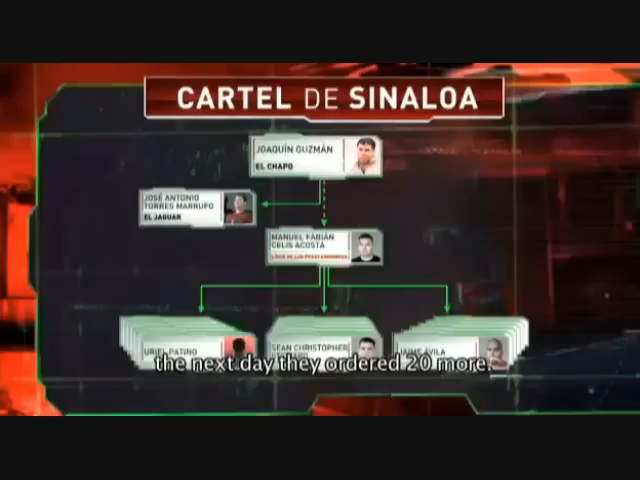 CARTEL DE SINALOA
JOAQUÍN GUZMÁN
EL CHAPO
JOSÉ ANTONIO
TORRES MARRUFO
EL JAGUAR
MANUEL FABIÁN
CELIS ACOSTA
URIEL PATIÑO
SEAN CHRISTOPHER
JAIME ÁVILA
the next day they ordered 20 more.